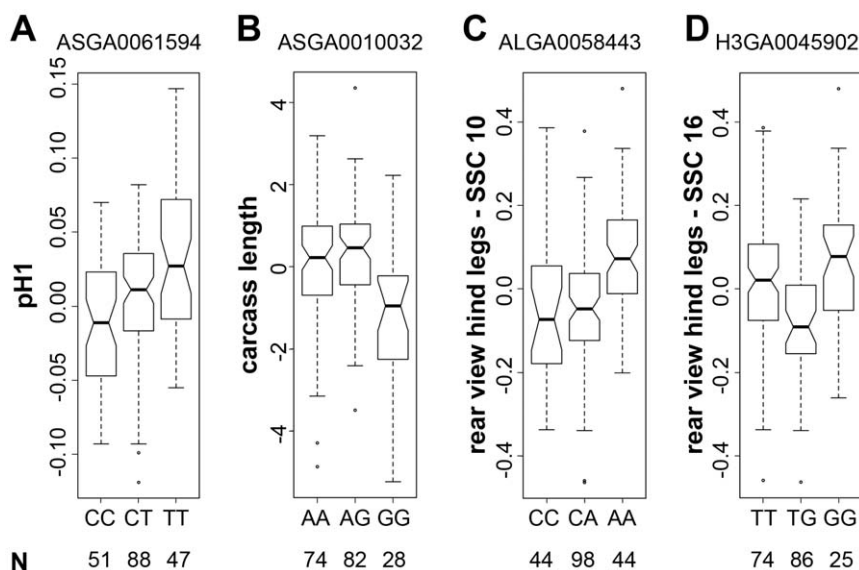 A ASGA0061594
pH1
0.15
0.10
0.05
0.00
-0.05
-0.10
CC CT TT
B ASGA0010032
carcass length
4
2
0
2
-4
AA AG GG
C ALGA0058443
rear view hind legs - SSC 10
0.4
0.2
0.0
-0.2
-0.4
CC CA AA
D H3GA0045902
rear view hind legs - SSC 16
0.4
0.2
0.0
-0.2
-0.4
TT TG GG
N 51 88 47 74 82 28 44 98 44 74 86 25